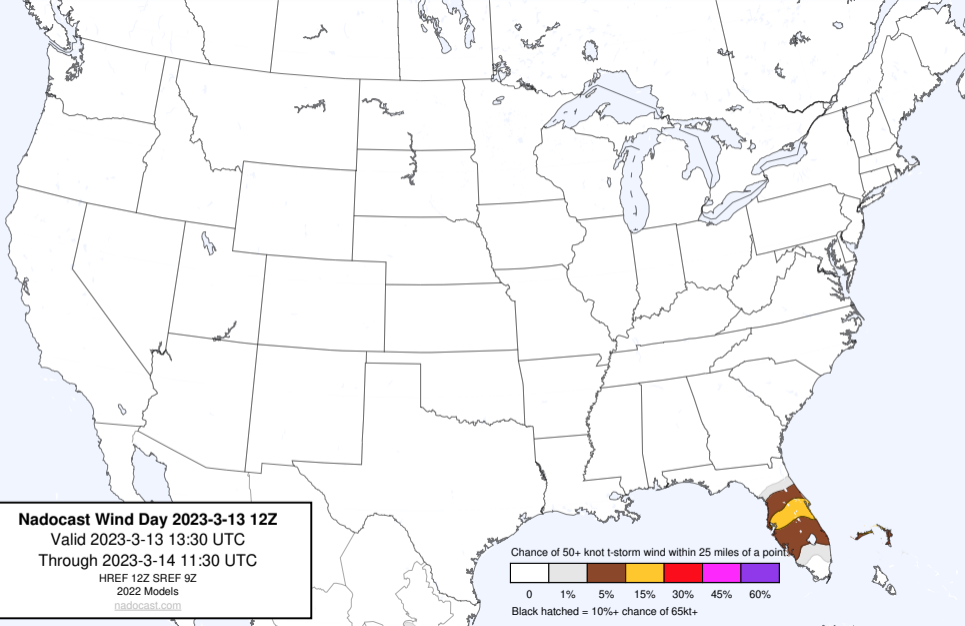 Nadocast Wind Day 2023-3-13 12Z
Valid 2023-3-13 13:30 UTC
Through 2023-3-14 11:30 UTC
HREF 12Z SREF 9Z
2022 Models
nadocast.com
Chance of 50+ knot t-storm wind within 25 miles of a point.
0 1% 5% 15% 30% 45% 60%
Black hatched = 10%+ chance of 65kt+